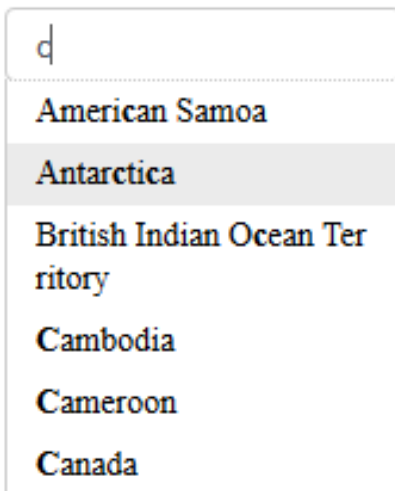 c
American Samoa
Antarctica
British Indian Ocean Ter
ritory
Cambodia
Cameroon
Canada